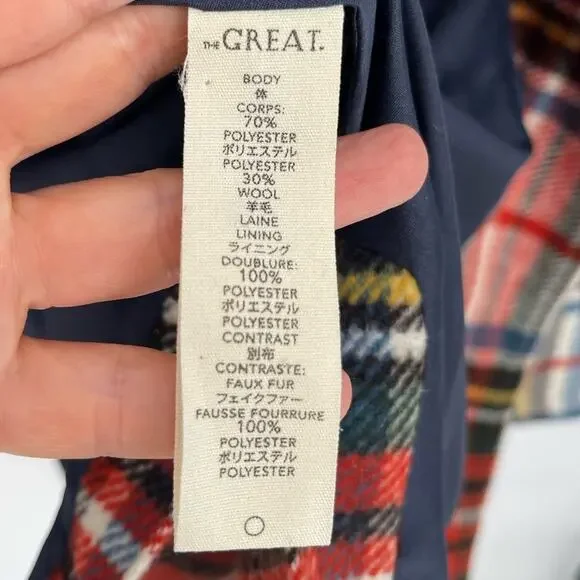 THE GREAT.
BODY
体
CORPS:
70%
POLYESTER
ポリエステル
POLYESTER
30%
WOOL
羊毛
LAINE
LINING
ライニング
DOUBLURE:
100%
POLYESTER
ポリエステル
POLYESTER
CONTRAST
別布
CONTRASTE:
FAUX FUR
フェイクファー
FAUSSE FOURRURE
100%
POLYESTER
ポリエステル
POLYESTER